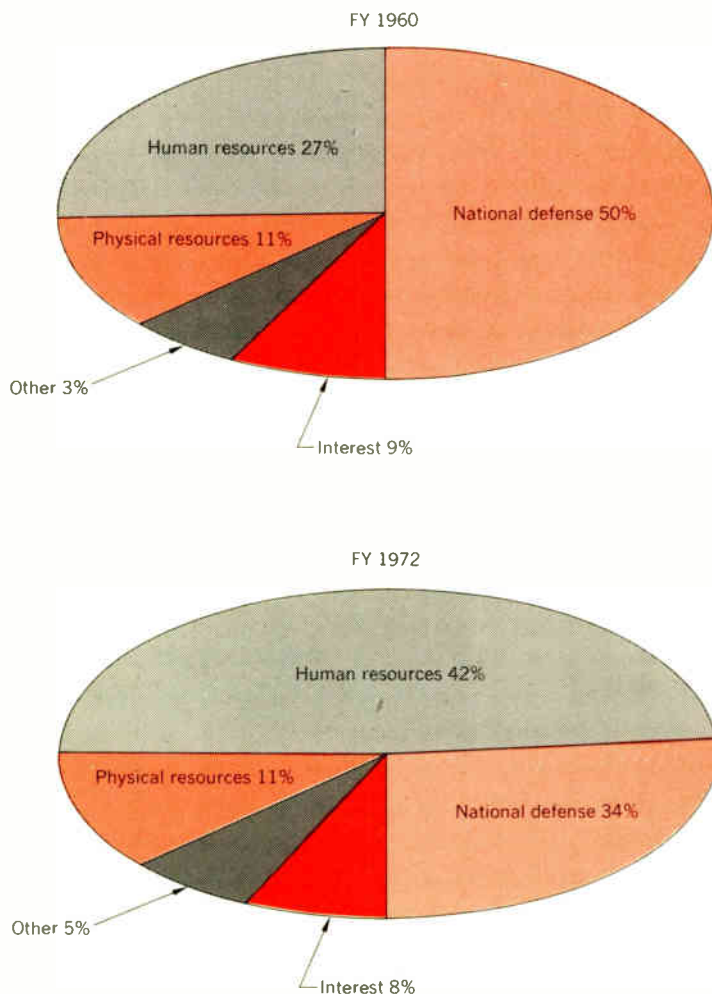 FY 1960
Human resources 27%
National defense 50%
Physical resources 11%
Other 3%
Interest 9%
FY 1972
Human resources 42%
Physical resources 11%
National defense 34%
Other 5%
Interest 8%